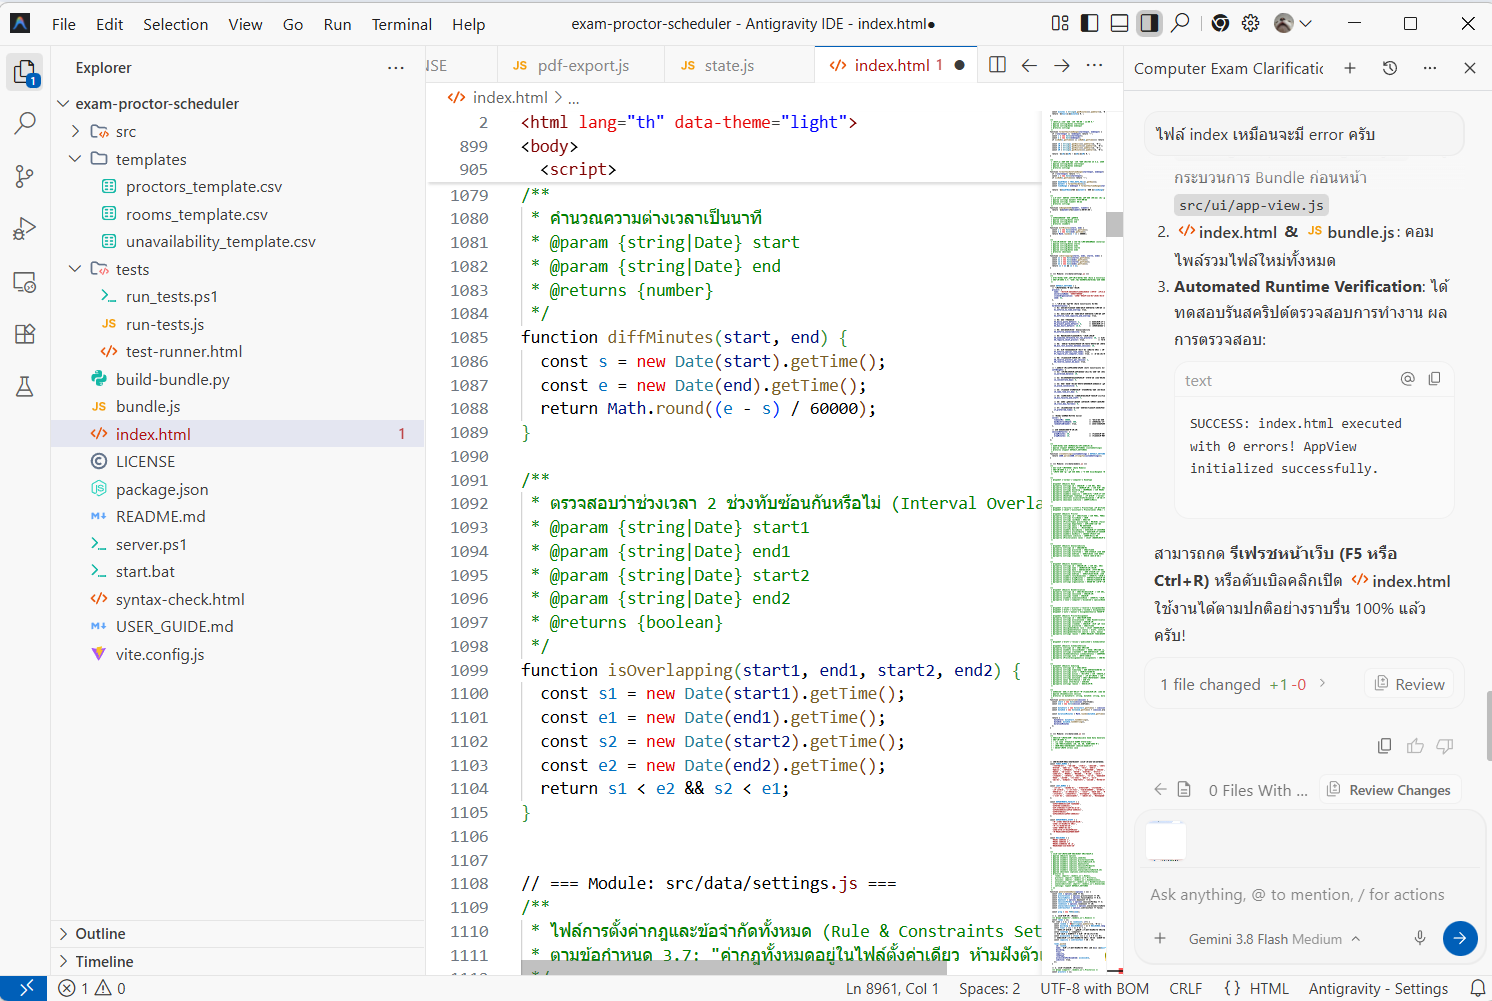 File Edit Selection View Go Run Terminal Help
exam-proctor-scheduler - Antigravity IDE - index.html●
Explorer
exam-proctor-scheduler
src
templates
proctors_template.csv
rooms_template.csv
unavailability_template.csv
tests
run_tests.ps1
run-tests.js
test-runner.html
build-bundle.py
bundle.js
index.html 1
LICENSE
package.json
README.md
server.ps1
start.bat
syntax-check.html
USER_GUIDE.md
vite.config.js
Outline
Timeline
NSE
JS pdf-export.js
JS state.js
index.html 1
index.html > ...
2 <html lang="th" data-theme="light">
899 <body>
905 <script>
1079 /**
1080 * คำนวณความต่างเวลาเป็นนาที
1081 * @param {string|Date} start
1082 * @param {string|Date} end
1083 * @returns {number}
1084 */
1085 function diffMinutes(start, end) {
1086 const s = new Date(start).getTime();
1087 const e = new Date(end).getTime();
1088 return Math.round((e - s) / 60000);
1089 }
1090
1091 /**
1092 * ตรวจสอบว่าช่วงเวลา 2 ช่วงทับซ้อนกันหรือไม่ (Interval Overla
1093 * @param {string|Date} start1
1094 * @param {string|Date} end1
1095 * @param {string|Date} start2
1096 * @param {string|Date} end2
1097 * @returns {boolean}
1098 */
1099 function isOverlapping(start1, end1, start2, end2) {
1100 const s1 = new Date(start1).getTime();
1101 const e1 = new Date(end1).getTime();
1102 const s2 = new Date(start2).getTime();
1103 const e2 = new Date(end2).getTime();
1104 return s1 < e2 && s2 < e1;
1105 }
1106
1107
1108 // === Module: src/data/settings.js ===
1109 /**
1110 * ไฟล์การตั้งค่ากฎและข้อจำกัดทั้งหมด (Rule & Constraints Set
1111 * ตามข้อกำหนด 3.7: "ค่ากฎทั้งหมดอยู่ในไฟล์ตั้งค่าเดียว ห้ามฝังตัว
Computer Exam Clarificatio
ไฟล์ index เหมือนจะมี error ครับ
กระบวนการ Bundle ก่อนหน้า
src/ui/app-view.js
2. index.html & JS bundle.js: คอม
ไพล์รวมไฟล์ใหม่ทั้งหมด
3. Automated Runtime Verification: ได้
ทดสอบรันสคริปต์ตรวจสอบการทำงาน ผล
การตรวจสอบ:
text
SUCCESS: index.html executed
with 0 errors! AppView
initialized successfully.
สามารถกด รีเฟรชหน้าเว็บ (F5 หรือ
Ctrl+R) หรือดับเบิลคลิกเปิด index.html
ใช้งานได้ตามปกติอย่างราบรื่น 100% แล้ว
ครับ!
1 file changed +1 -0 > Review
0 Files With ... Review Changes
Ask anything, @ to mention, / for actions
Gemini 3.8 Flash Medium
1 0
Ln 8961, Col 1 Spaces: 2 UTF-8 with BOM CRLF {} HTML Antigravity - Settings